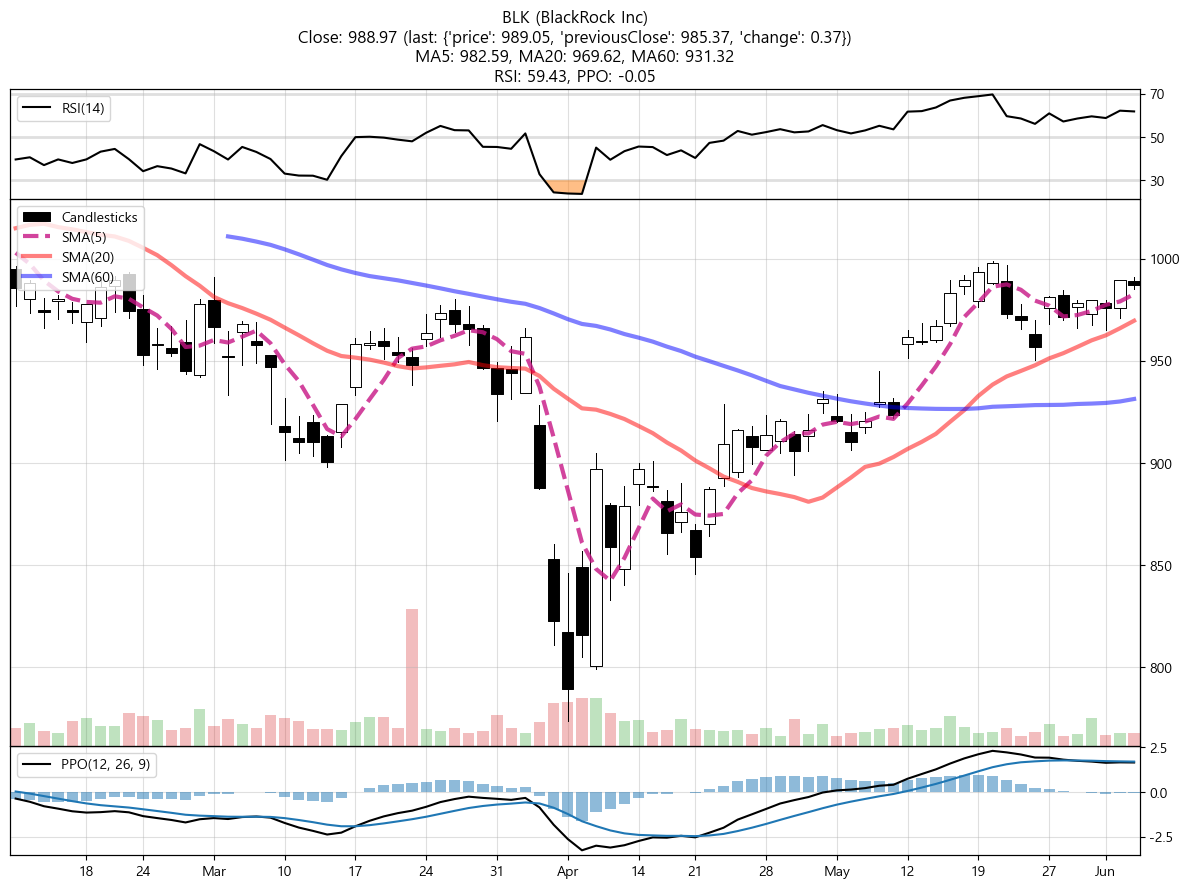 BLK (BlackRock Inc)
Close: 988.97 (last: {'price': 989.05, 'previousClose': 985.37, 'change': 0.37})
MA5: 982.59, MA20: 969.62, MA60: 931.32
RSI: 59.43, PPO: -0.05
RSI(14)
70
50
30
Candlesticks
SMA(5)
SMA(20)
SMA(60)
1000
950
900
850
800
PPO(12, 26, 9)
2.5
0.0
-2.5
18 24 Mar 10 17 24 31 Apr 14 21 28 May 12 19 27 Jun